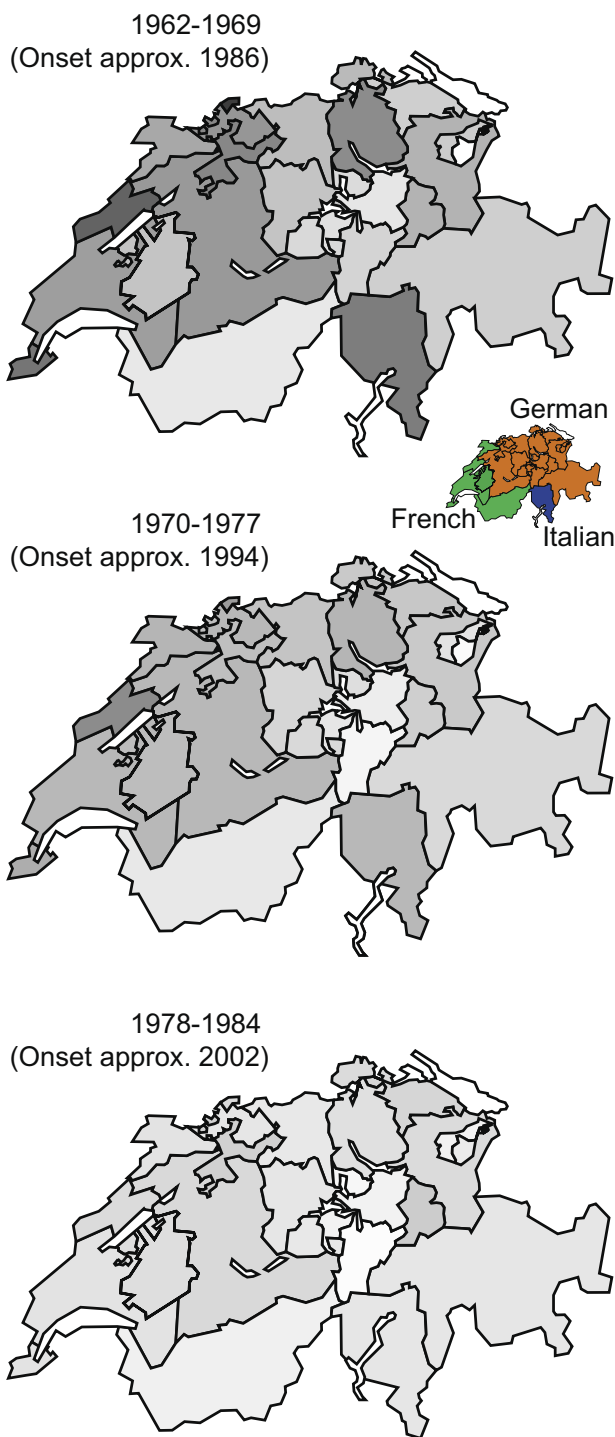 1962-1969
(Onset approx. 1986)
German
French
Italian
1970-1977
(Onset approx. 1994)
1978-1984
(Onset approx. 2002)